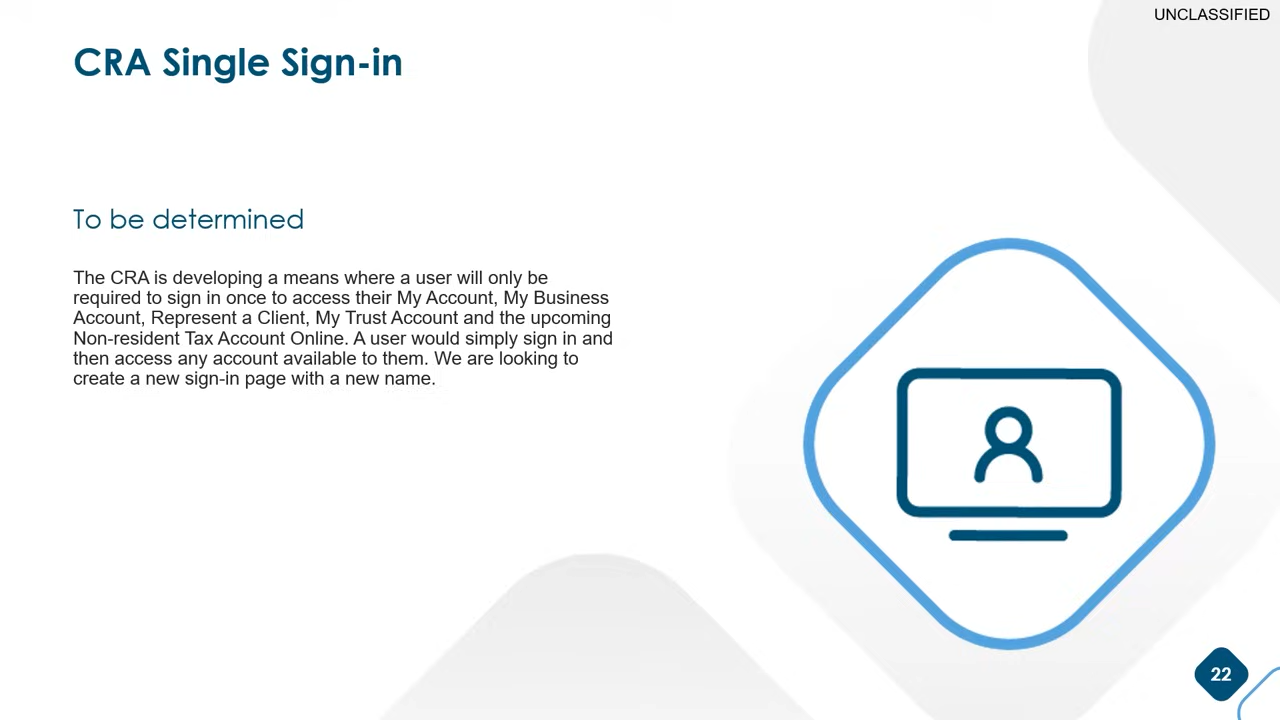 UNCLASSIFIED
CRA Single Sign-in
To be determined
The CRA is developing a means where a user will only be
required to sign in once to access their My Account, My Business
Account, Represent a Client, My Trust Account and the upcoming
Non-resident Tax Account Online. A user would simply sign in and
then access any account available to them. We are looking to
create a new sign-in page with a new name.
22